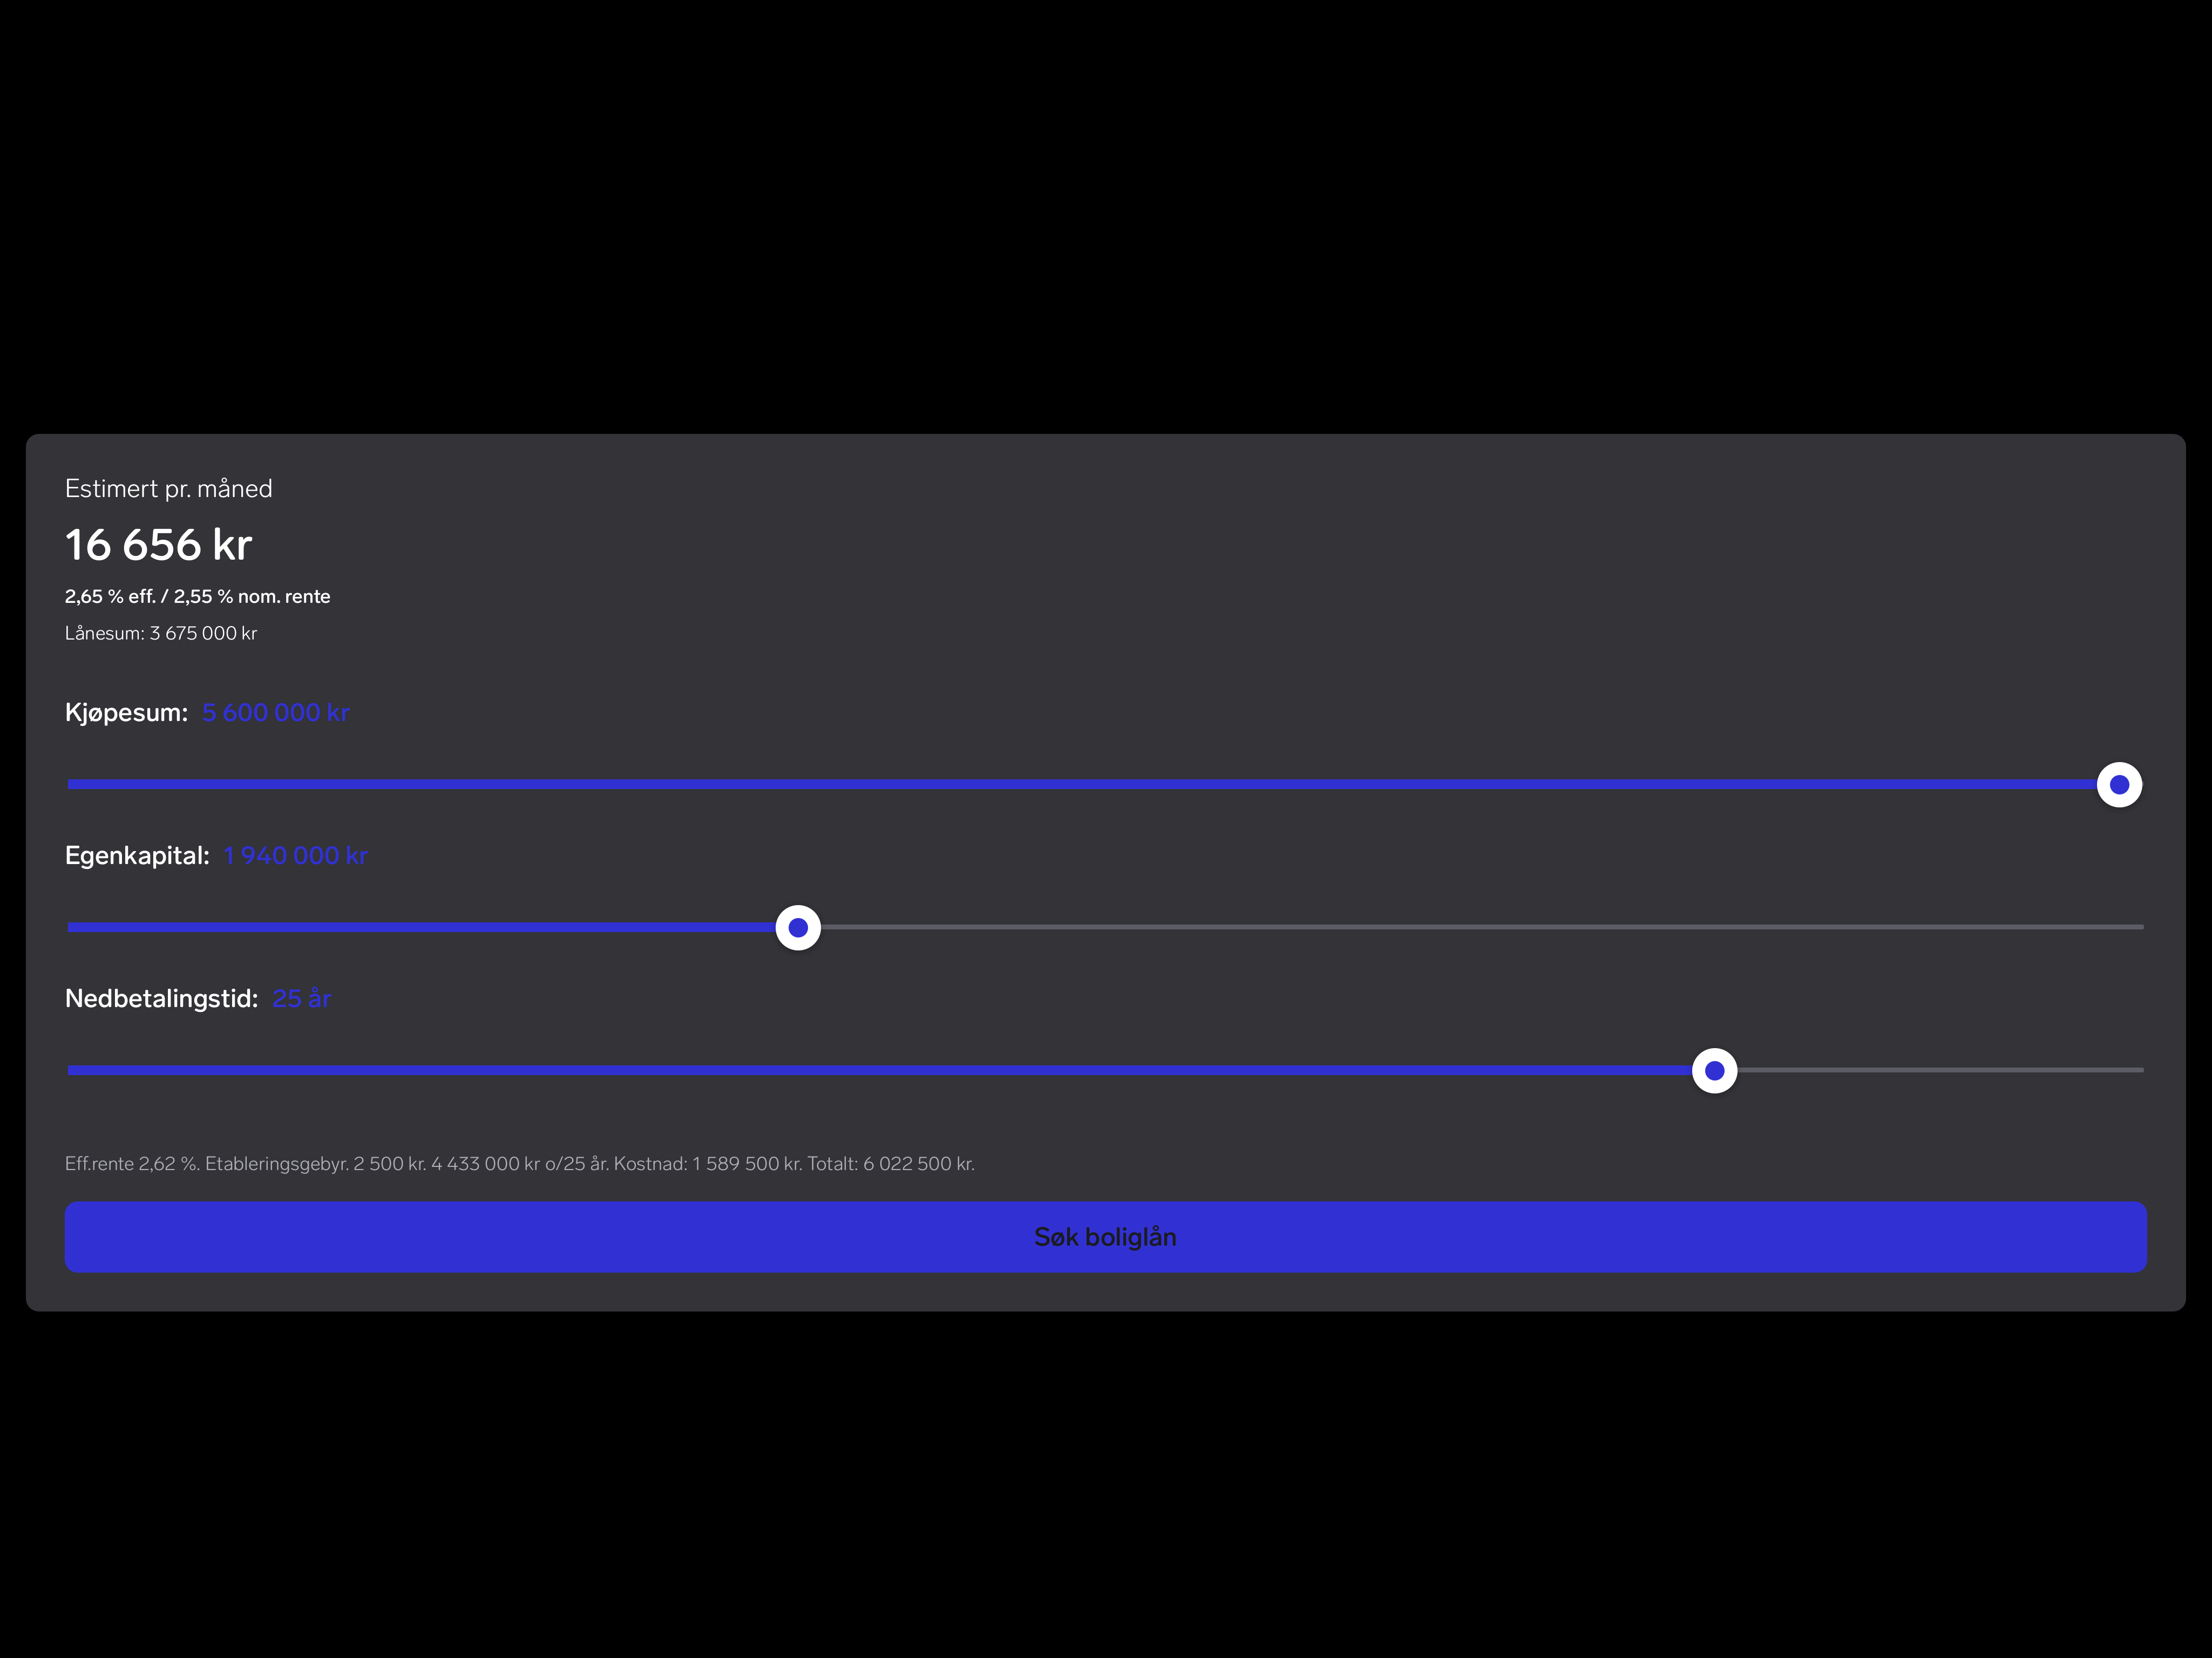 Estimert pr. måned
16 656 kr
2,65 % eff. / 2,55 % nom. rente
Lånesum: 3 675 000 kr
Kjøpesum: 5 600 000 kr
Egenkapital: 1 940 000 kr
Nedbetalingstid: 25 år
Eff.rente 2,62 %. Etableringsgebyr. 2 500 kr. 4 433 000 kr o/25 år. Kostnad: 1 589 500 kr. Totalt: 6 022 500 kr.
Søk boliglån